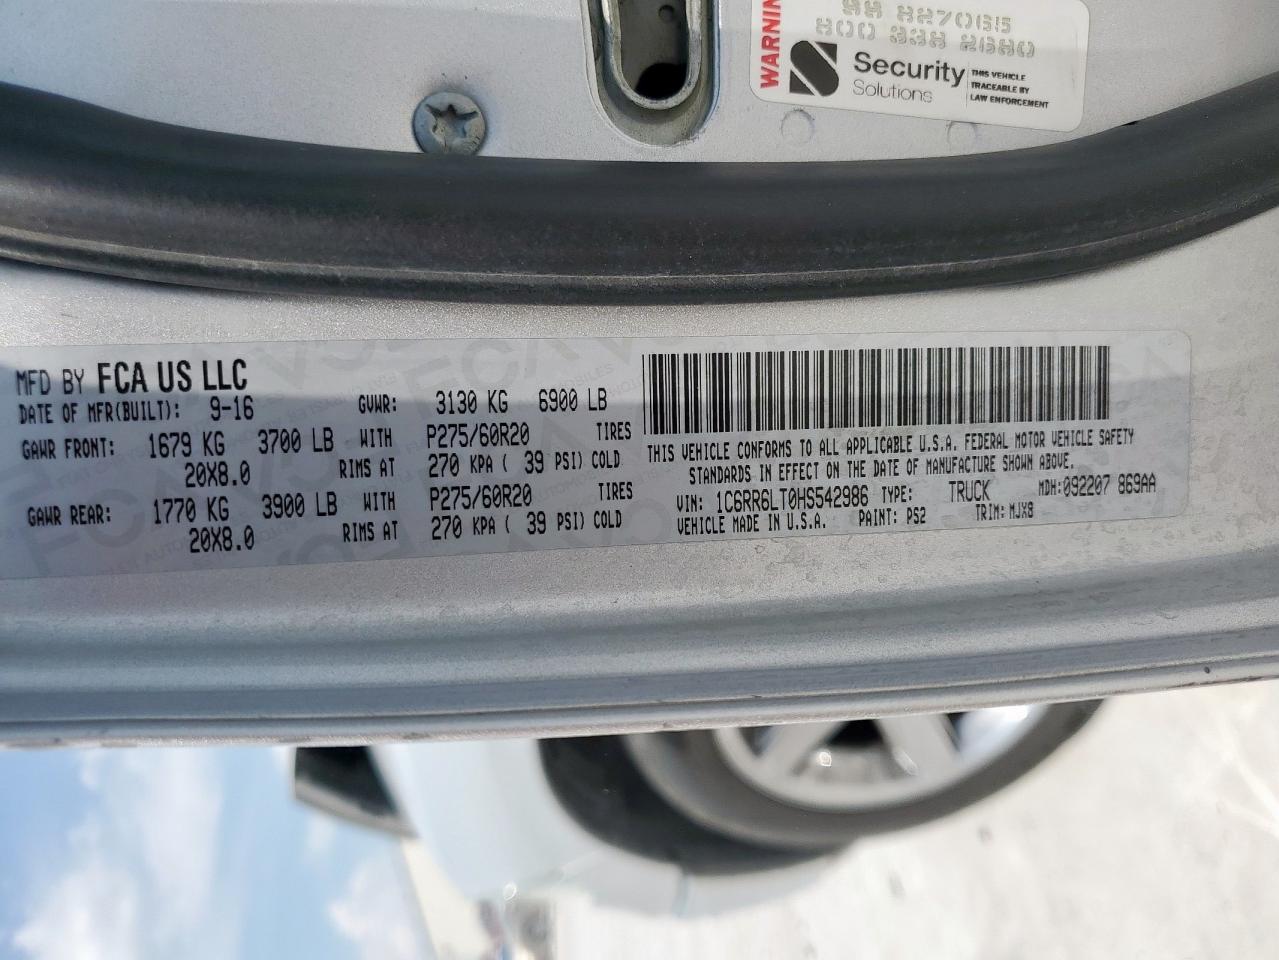 WARNIN
SS 827065
800 338 2680
Security
Solutions
THIS VEHICLE
TRACEABLE BY
LAW ENFORCEMENT
MFD BY FCA US LLC
DATE OF MFR(BUILT): 9-16 GVWR: 3130 KG 6900 LB
GAWR FRONT: 1679 KG 3700 LB WITH P275/60R20 TIRES
20X8.0 RIMS AT 270 KPA ( 39 PSI) COLD
GAWR REAR: 1770 KG 3900 LB WITH P275/60R20 TIRES
20X8.0 RIMS AT 270 KPA ( 39 PSI) COLD
THIS VEHICLE CONFORMS TO ALL APPLICABLE U.S.A. FEDERAL MOTOR VEHICLE SAFETY
STANDARDS IN EFFECT ON THE DATE OF MANUFACTURE SHOWN ABOVE.
VIN: 1C6RR6LT0HS542986 TYPE: TRUCK MDH:092207 869AA
VEHICLE MADE IN U.S.A. PAINT: PS2 TRIM: MJX8